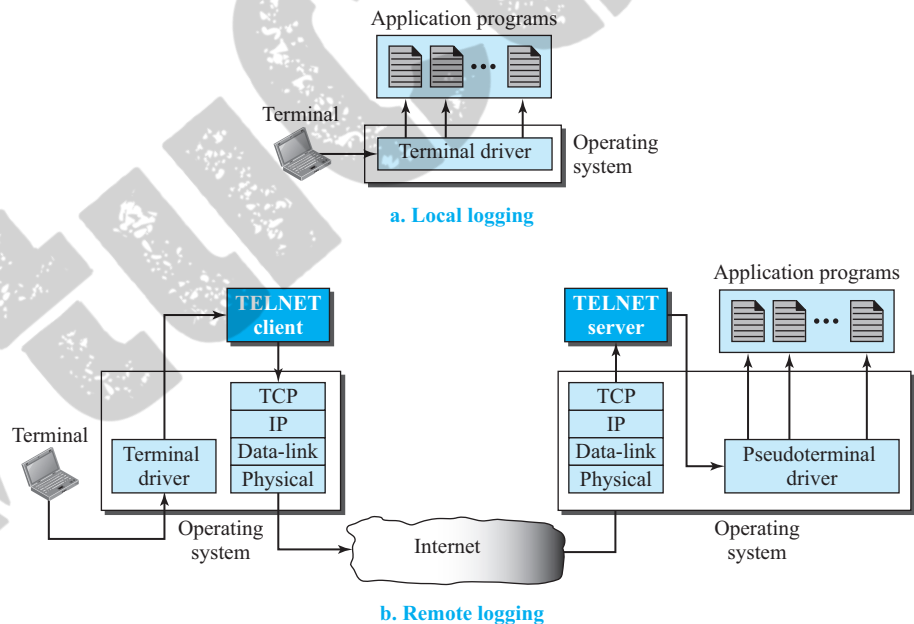 Application programs
Terminal
Terminal driver
Operating
system
a. Local logging
TELNET
client
TCP
IP
Data-link
Physical
Terminal
Terminal
driver
Operating
system
Internet
TELNET
server
TCP
IP
Data-link
Physical
Application programs
Pseudoterminal
driver
Operating
system
b. Remote logging